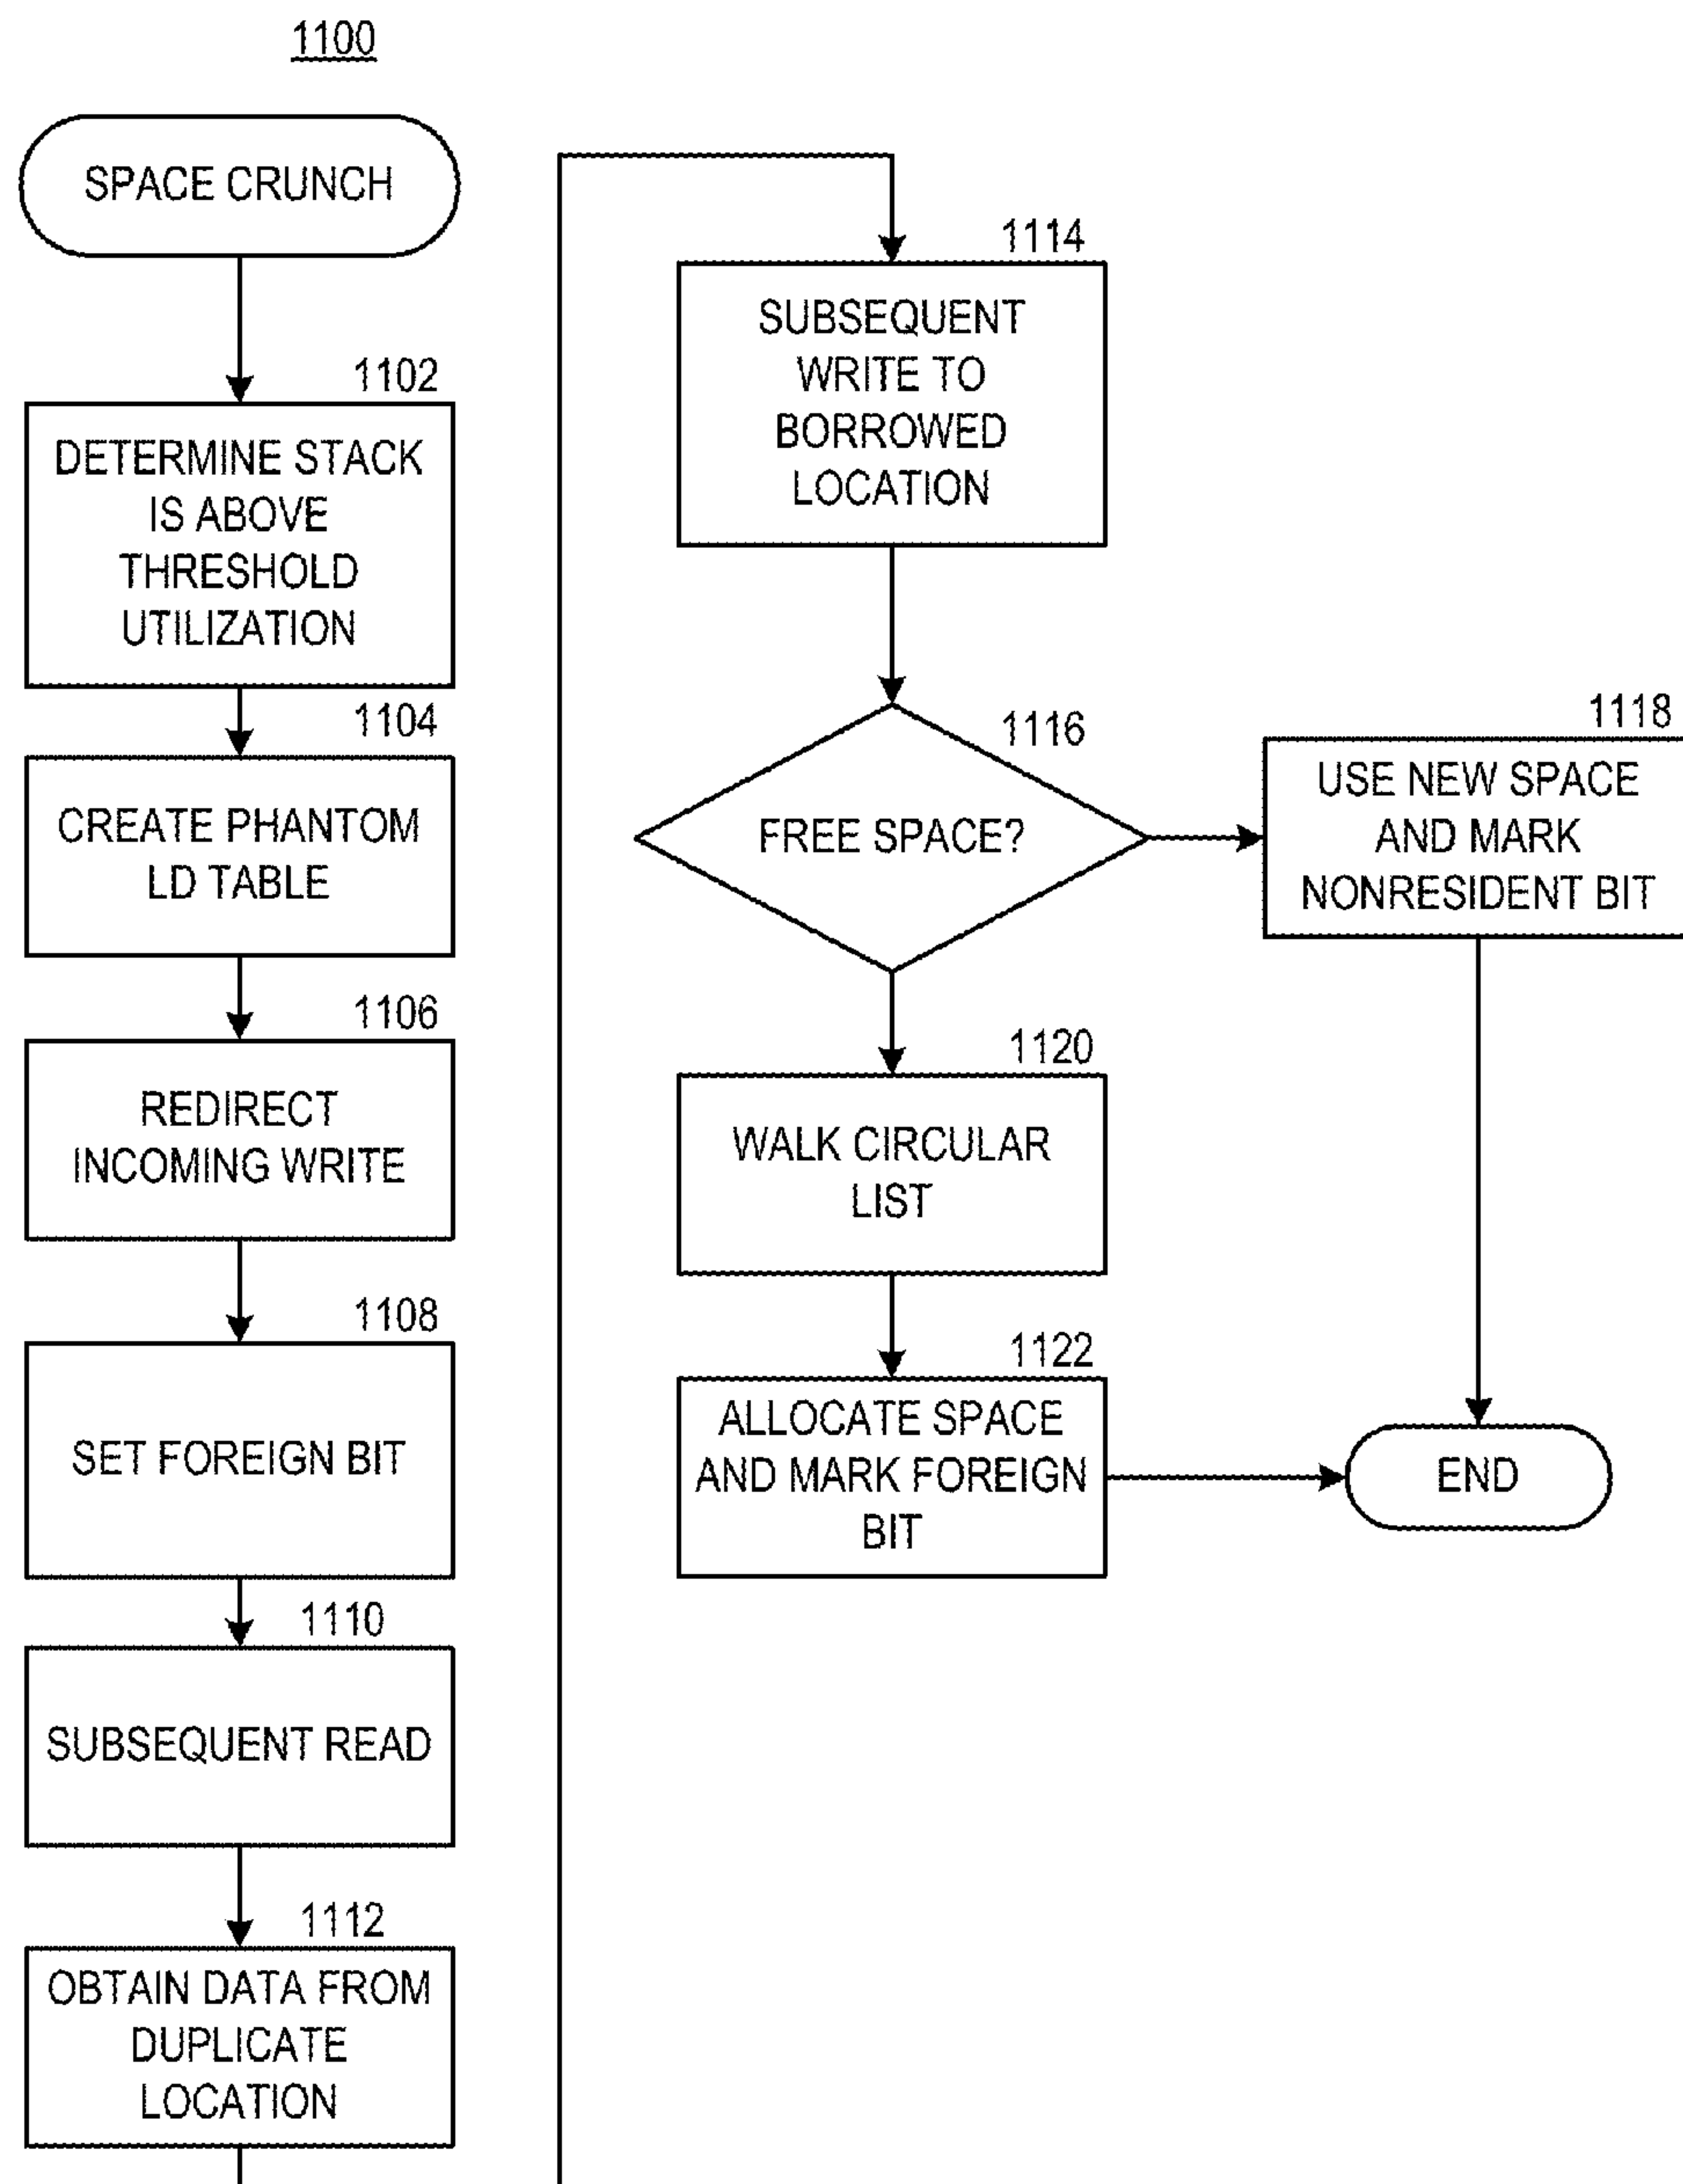 1100
SPACE CRUNCH
1102
DETERMINE STACK
IS ABOVE
THRESHOLD
UTILIZATION
1104
CREATE PHANTOM
LD TABLE
1106
REDIRECT
INCOMING WRITE
1108
SET FOREIGN BIT
1110
SUBSEQUENT READ
1112
OBTAIN DATA FROM
DUPLICATE
LOCATION
1114
SUBSEQUENT
WRITE TO
BORROWED
LOCATION
1116
FREE SPACE?
1118
USE NEW SPACE
AND MARK
NONRESIDENT BIT
1120
WALK CIRCULAR
LIST
1122
ALLOCATE SPACE
AND MARK FOREIGN
BIT
END